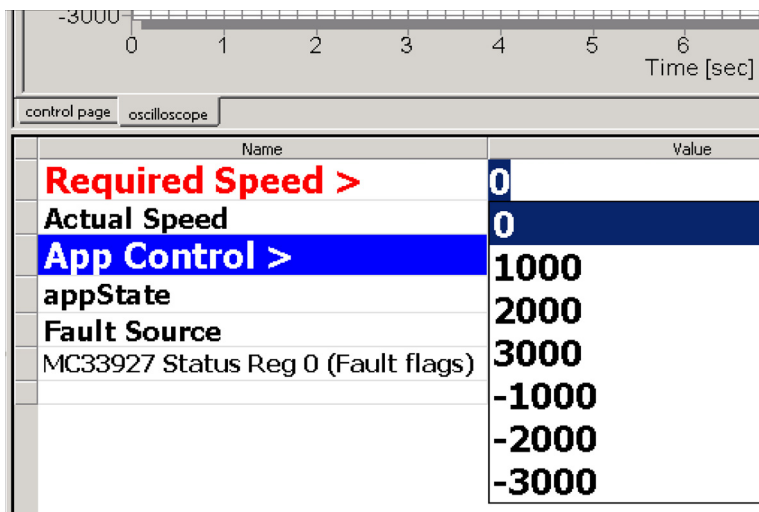 -3000
0 1 2 3 4 5 6
Time [sec]
control page oscilloscope
Name Value
Required Speed > 0
Actual Speed 0
App Control > 1000
appState 2000
Fault Source 3000
MC33927 Status Reg 0 (Fault flags)
-1000
-2000
-3000